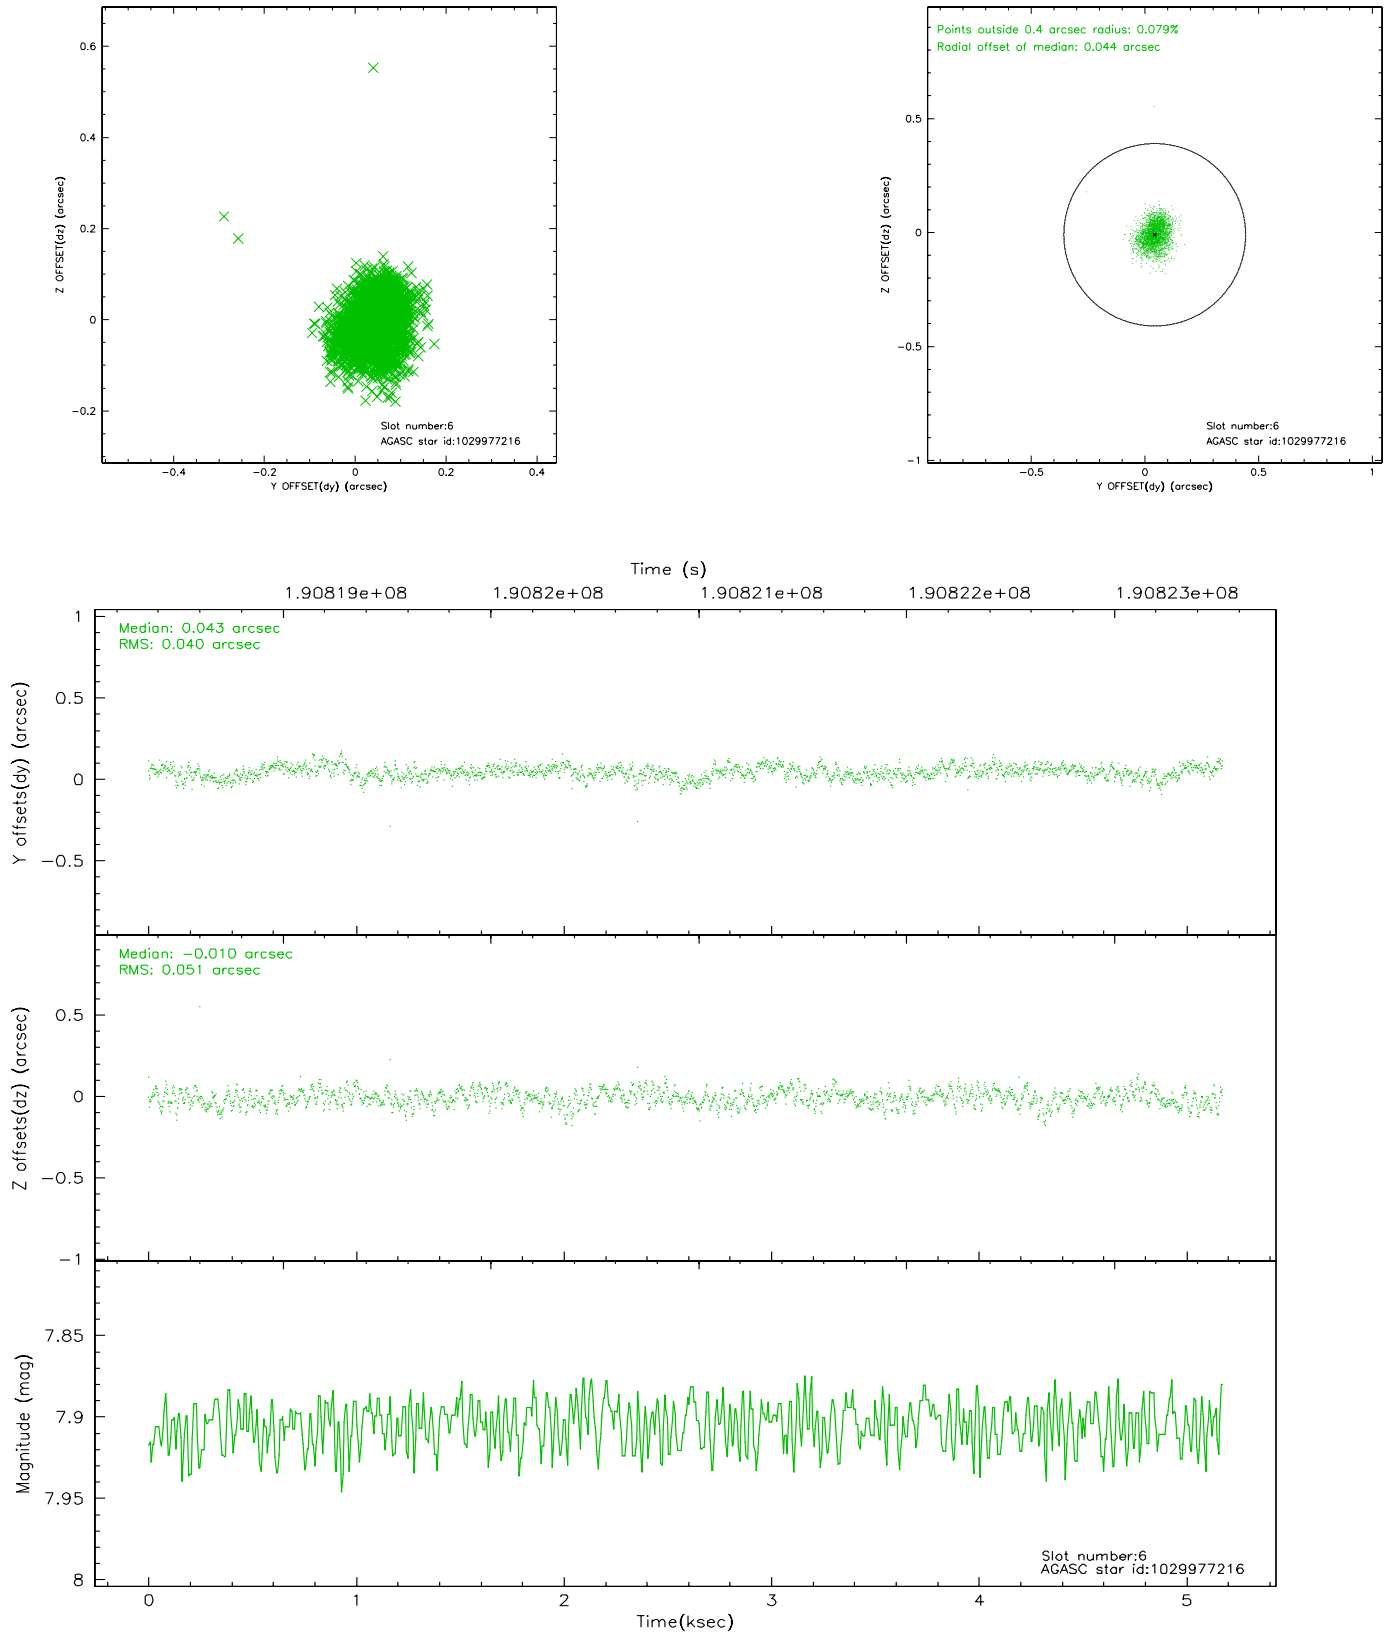 0.6
0.4
0.2
0
−0.2
Z OFFSET(dz) (arcsec)
Slot number:6
AGASC star id:1029977216
−0.4 −0.2 0 0.2 0.4
Y OFFSET(dy) (arcsec)
Points outside 0.4 arcsec radius: 0.079%
Radial offset of median: 0.044 arcsec
0.5
0
−0.5
−1
Z OFFSET(dz) (arcsec)
Slot number:6
AGASC star id:1029977216
−0.5 0 0.5 1
Y OFFSET(dy) (arcsec)
Time (s)
1.90819e+08 1.9082e+08 1.90821e+08 1.90822e+08 1.90823e+08
Median: 0.043 arcsec
RMS: 0.040 arcsec
1
0.5
0
−0.5
Y offsets(dy) (arcsec)
Median: −0.010 arcsec
RMS: 0.051 arcsec
0.5
0
−0.5
−1
Z offsets(dz) (arcsec)
7.85
7.9
7.95
8
Magnitude (mag)
Slot number:6
AGASC star id:1029977216
0 1 2 3 4 5
Time(ksec)